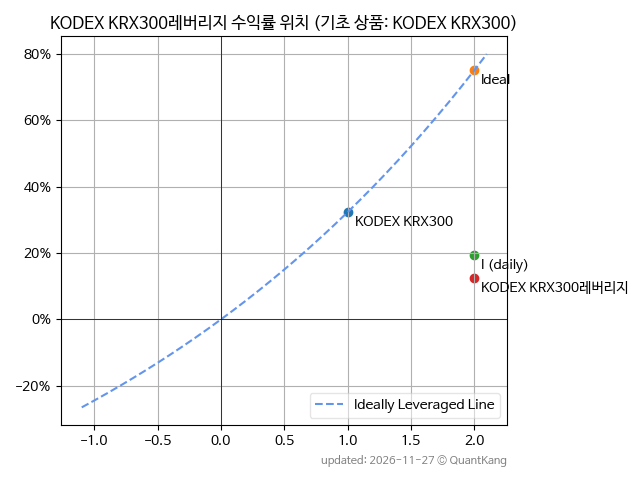 KODEX KRX300레버리지 수익률 위치 (기초 상품: KODEX KRX300)
80%
60%
40%
20%
0%
−20%
Ideal
KODEX KRX300
I (daily)
KODEX KRX300레버리지
Ideally Leveraged Line
−1.0 −0.5 0.0 0.5 1.0 1.5 2.0
updated: 2026-11-27 © QuantKang